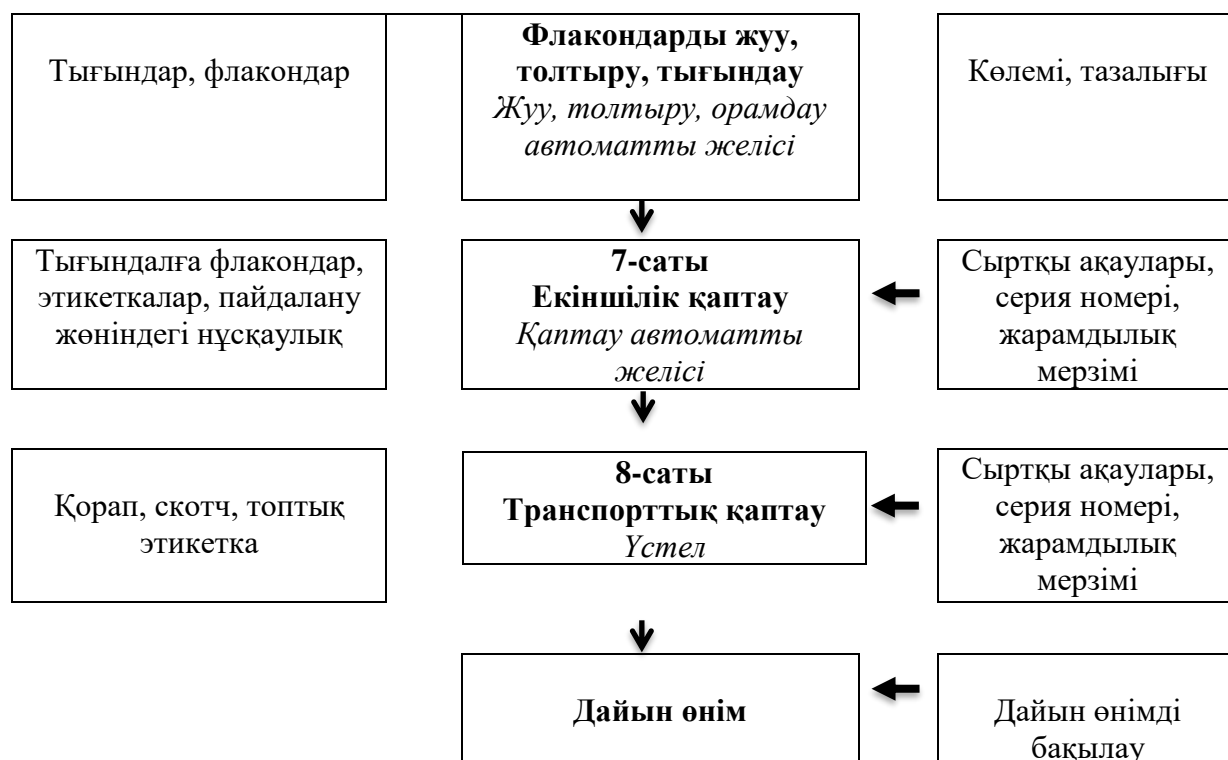 Тығындар, флакондар
Флакондарды жуу,
толтыру, тығындау
Жуу, толтыру, орамдау
автоматты желісі
Көлемі, тазалығы
Тығындалға флакондар,
этикеткалар, пайдалану
жөніндегі нұсқаулық
7-саты
Екіншілік қаптау
Қаптау автоматты
желісі
Сыртқы ақаулары,
серия номері,
жарамдылық
мерзімі
Қорап, скотч, топтық
этикетка
8-саты
Транспорттық қаптау
Үстел
Сыртқы ақаулары,
серия номері,
жарамдылық
мерзімі
Дайын өнім
Дайын өнімді
бақылау